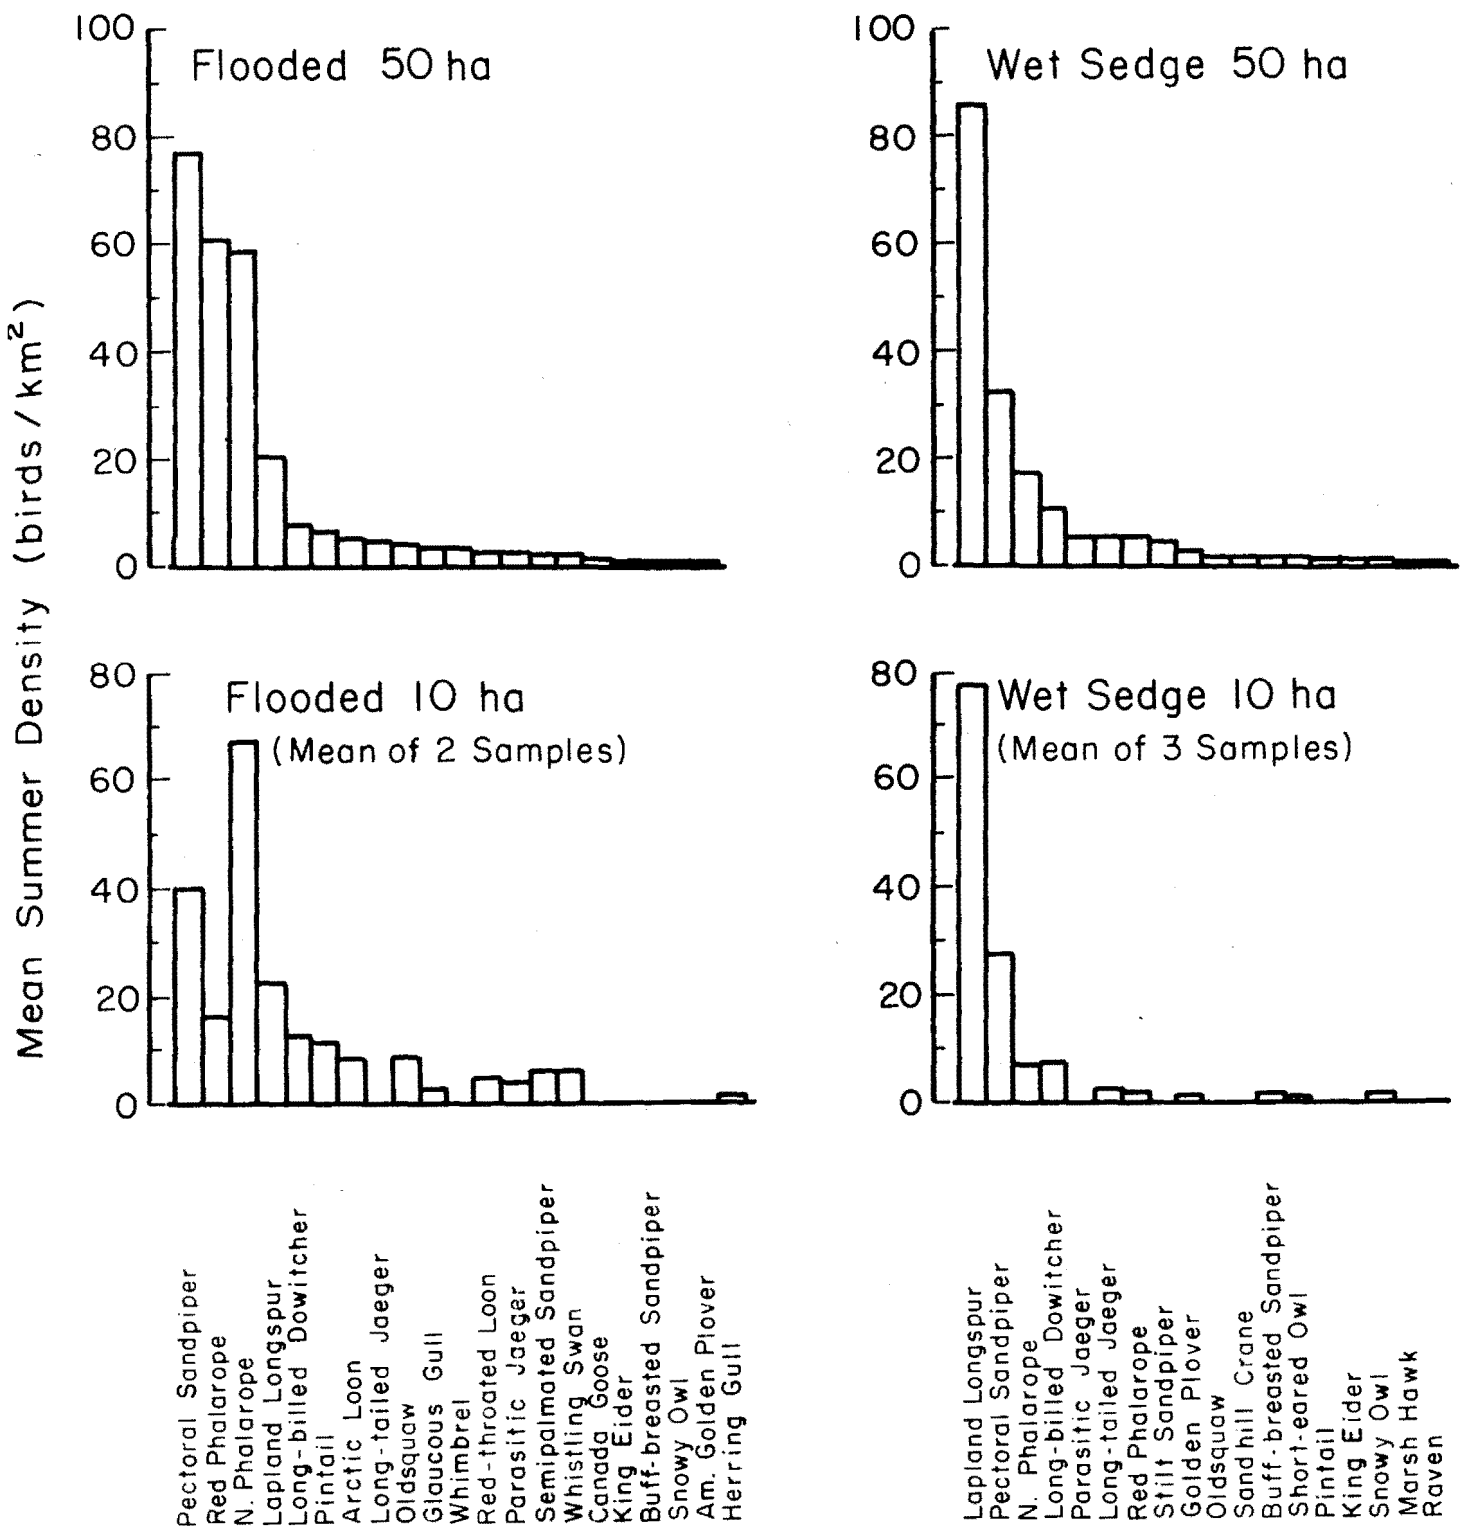 Mean Summer Density (birds/km²)
Flooded 50 ha
100
80
60
40
20
0
Wet Sedge 50 ha
100
80
60
40
20
0
Flooded 10 ha
(Mean of 2 Samples)
80
60
40
20
0
Wet Sedge 10 ha
(Mean of 3 Samples)
80
60
40
20
0
Pectoral Sandpiper
Red Phalarope
N. Phalarope
Lapland Longspur
Long-billed Dowitcher
Pintail
Arctic Loon
Long-tailed Jaeger
Oldsquaw
Glaucous Gull
Whimbrel
Red-throated Loon
Parasitic Jaeger
Semipalmated Sandpiper
Whistling Swan
Canada Goose
King Eider
Buff-breasted Sandpiper
Snowy Owl
Am. Golden Plover
Herring Gull
Lapland Longspur
Pectoral Sandpiper
N. Phalarope
Long-billed Dowitcher
Parasitic Jaeger
Long-tailed Jaeger
Red Phalarope
Stilt Sandpiper
Golden Plover
Oldsquaw
Sandhill Crane
Buff-breasted Sandpiper
Short-eared Owl
Pintail
King Eider
Snowy Owl
Marsh Hawk
Raven